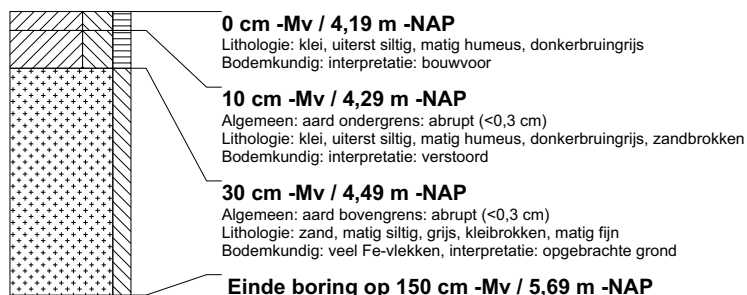 0 cm -Mv / 4,19 m -NAP
Lithologie: klei, uiterst siltig, matig humeus, donkerbruingrijs
Bodemkundig: interpretatie: bouwvoor
10 cm -Mv / 4,29 m -NAP
Algemeen: aard ondergrens: abrupt (<0,3 cm)
Lithologie: klei, uiterst siltig, matig humeus, donkerbruingrijs, zandbrokken
Bodemkundig: interpretatie: verstoord
30 cm -Mv / 4,49 m -NAP
Algemeen: aard bovengrens: abrupt (<0,3 cm)
Lithologie: zand, matig siltig, grijs, kleibrokken, matig fijn
Bodemkundig: veel Fe-vlekken, interpretatie: opgebrachte grond
Einde boring op 150 cm -Mv / 5,69 m -NAP